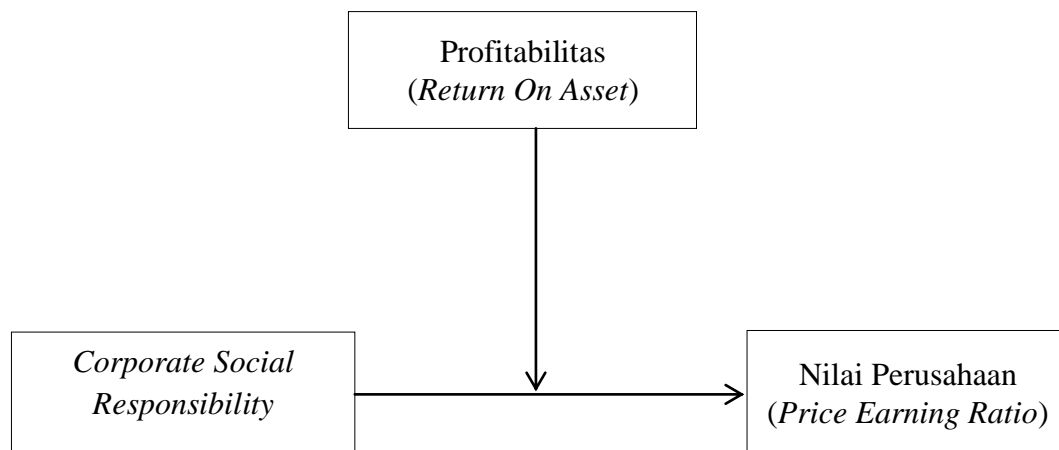 Profitabilitas
(Return On Asset)
Corporate Social
Responsibility
Nilai Perusahaan
(Price Earning Ratio)